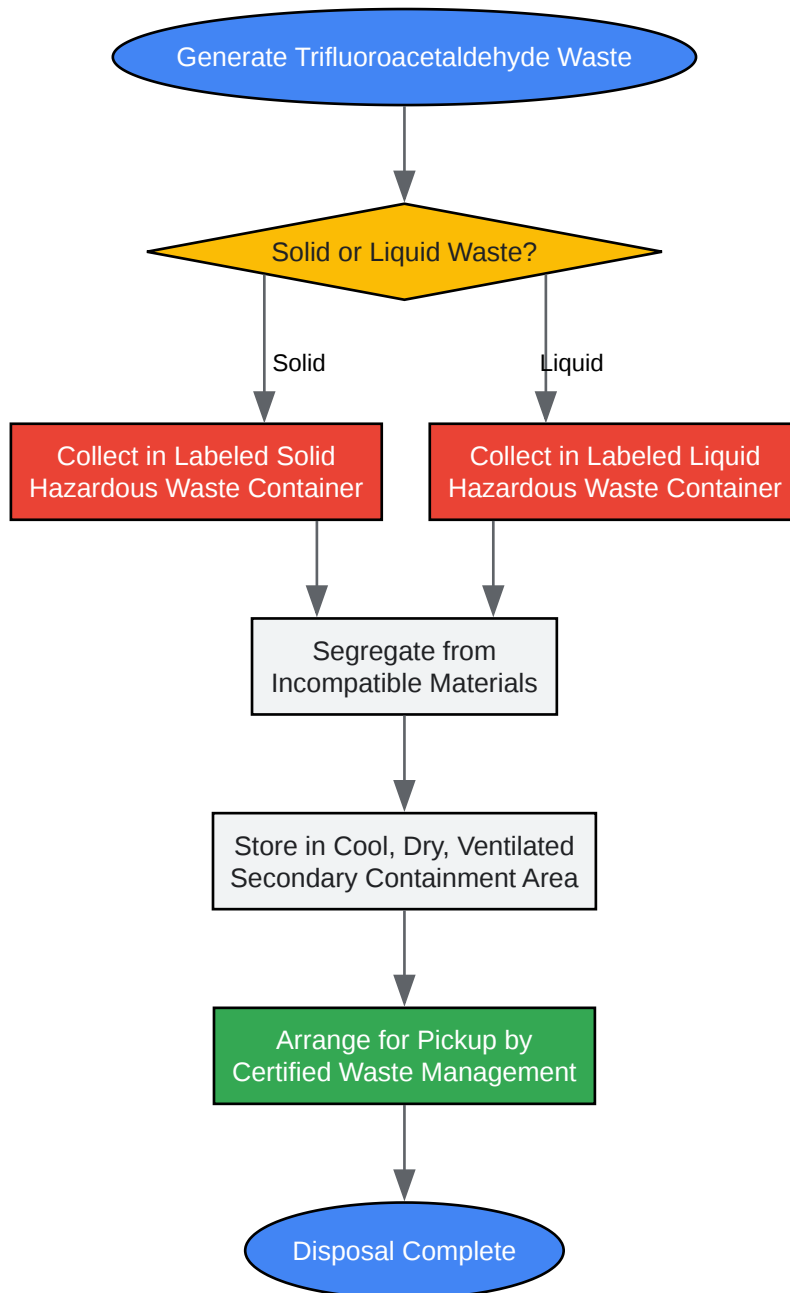 Generate Trifluoroacetaldehyde Waste
Solid or Liquid Waste?
Solid
Liquid
Collect in Labeled Solid
Hazardous Waste Container
Collect in Labeled Liquid
Hazardous Waste Container
Segregate from
Incompatible Materials
Store in Cool, Dry, Ventilated
Secondary Containment Area
Arrange for Pickup by
Certified Waste Management
Disposal Complete